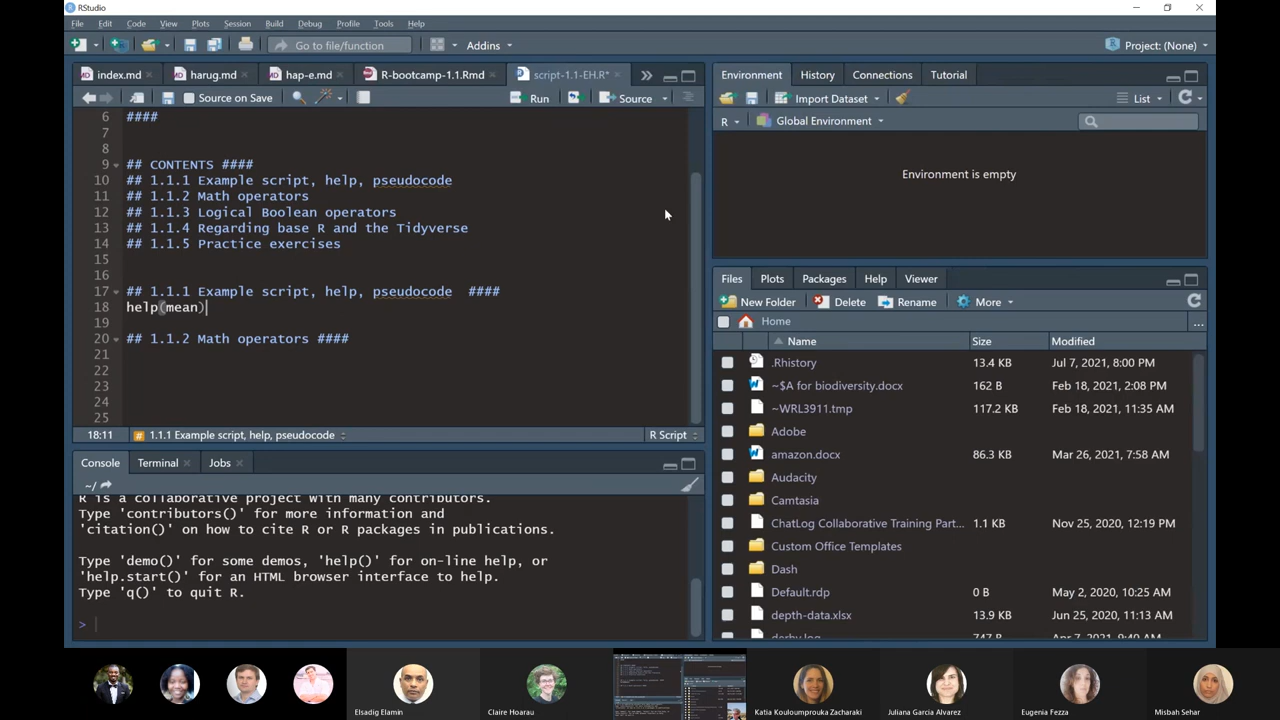 RStudio
File Edit Code View Plots Session Build Debug Profile Tools Help
Go to file/function Addins Project: (None)
index.md harug.md hap-e.md R-bootcamp-1.1.Rmd script-1.1-EH.R*
Source on Save Run Source
6 ####
7
8
9 ## CONTENTS ####
10 ## 1.1.1 Example script, help, pseudocode
11 ## 1.1.2 Math operators
12 ## 1.1.3 Logical Boolean operators
13 ## 1.1.4 Regarding base R and the Tidyverse
14 ## 1.1.5 Practice exercises
15
16
17 ## 1.1.1 Example script, help, pseudocode ####
18 help(mean)
19
20 ## 1.1.2 Math operators ####
21
22
23
24
25
18:11 # 1.1.1 Example script, help, pseudocode R Script
Console Terminal Jobs
~/
R is a collaborative project with many contributors.
Type 'contributors()' for more information and
'citation()' on how to cite R or R packages in publications.
Type 'demo()' for some demos, 'help()' for on-line help, or
'help.start()' for an HTML browser interface to help.
Type 'q()' to quit R.
>
Environment History Connections Tutorial
Import Dataset List
R Global Environment
Environment is empty
Files Plots Packages Help Viewer
New Folder Delete Rename More
Home ...
Name Size Modified
.Rhistory 13.4 KB Jul 7, 2021, 8:00 PM
~$A for biodiversity.docx 162 B Feb 18, 2021, 2:08 PM
~WRL3911.tmp 117.2 KB Feb 18, 2021, 11:35 AM
Adobe
amazon.docx 86.3 KB Mar 26, 2021, 7:58 AM
Audacity
Camtasia
ChatLog Collaborative Training Part... 1.1 KB Nov 25, 2020, 12:19 PM
Custom Office Templates
Dash
Default.rdp 0 B May 2, 2020, 10:25 AM
depth-data.xlsx 13.9 KB Jun 25, 2020, 11:13 AM
derby.log 747 B Apr 7, 2021, 9:40 AM
Elsadig Elamin Claire Hoarau Katia Kouloumprouka Zacharaki Juliana Garcia Alvarez Eugenia Fezza Misbah Sehar